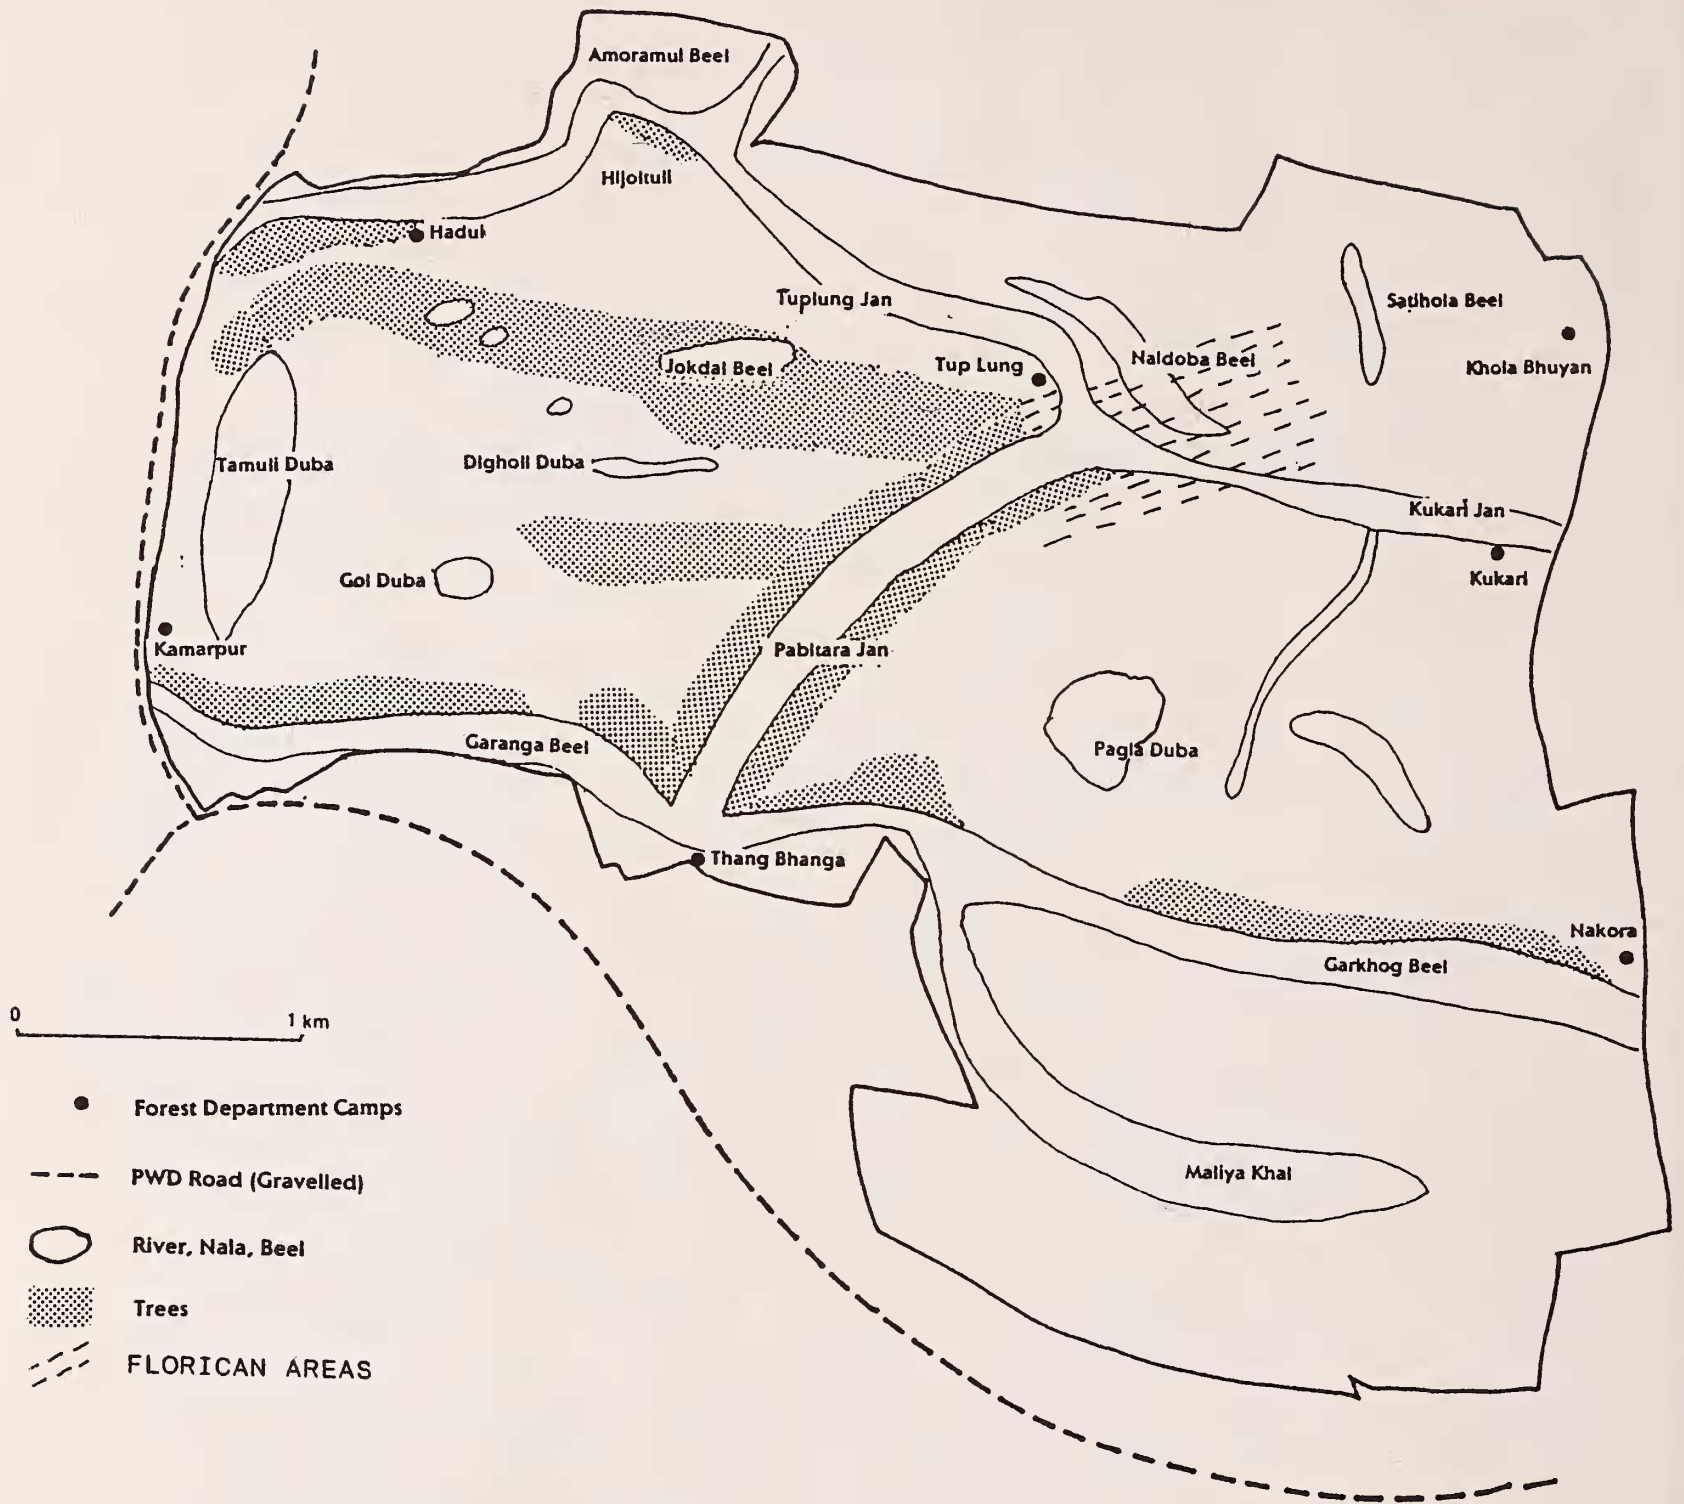 Amoramul Beel
Hijoltuli
Haduk
Tuplung Jan
Satihola Beel
Naldoba Beel
Jokdal Beel
Tup Lung
Khola Bhuyan
Tamuli Duba
Digholi Duba
Kukari Jan
Gol Duba
Kukari
Kamarpur
Pabitara Jan
Garanga Beel
Pagla Duba
Thang Bhanga
Nakora
Garkhog Beel
0 1 km
Forest Department Camps
Maliya Khal
PWD Road (Gravelled)
River, Nala, Beel
Trees
FLORICAN AREAS